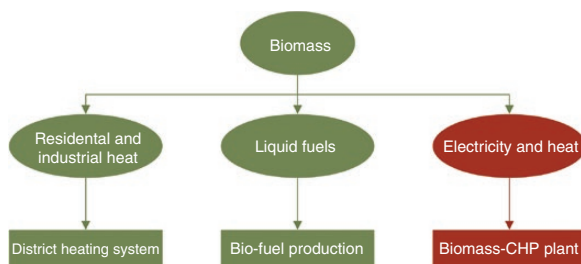 Biomass
Residental and
industrial heat
Liquid fuels
Electricity and heat
District heating system
Bio-fuel production
Biomass-CHP plant